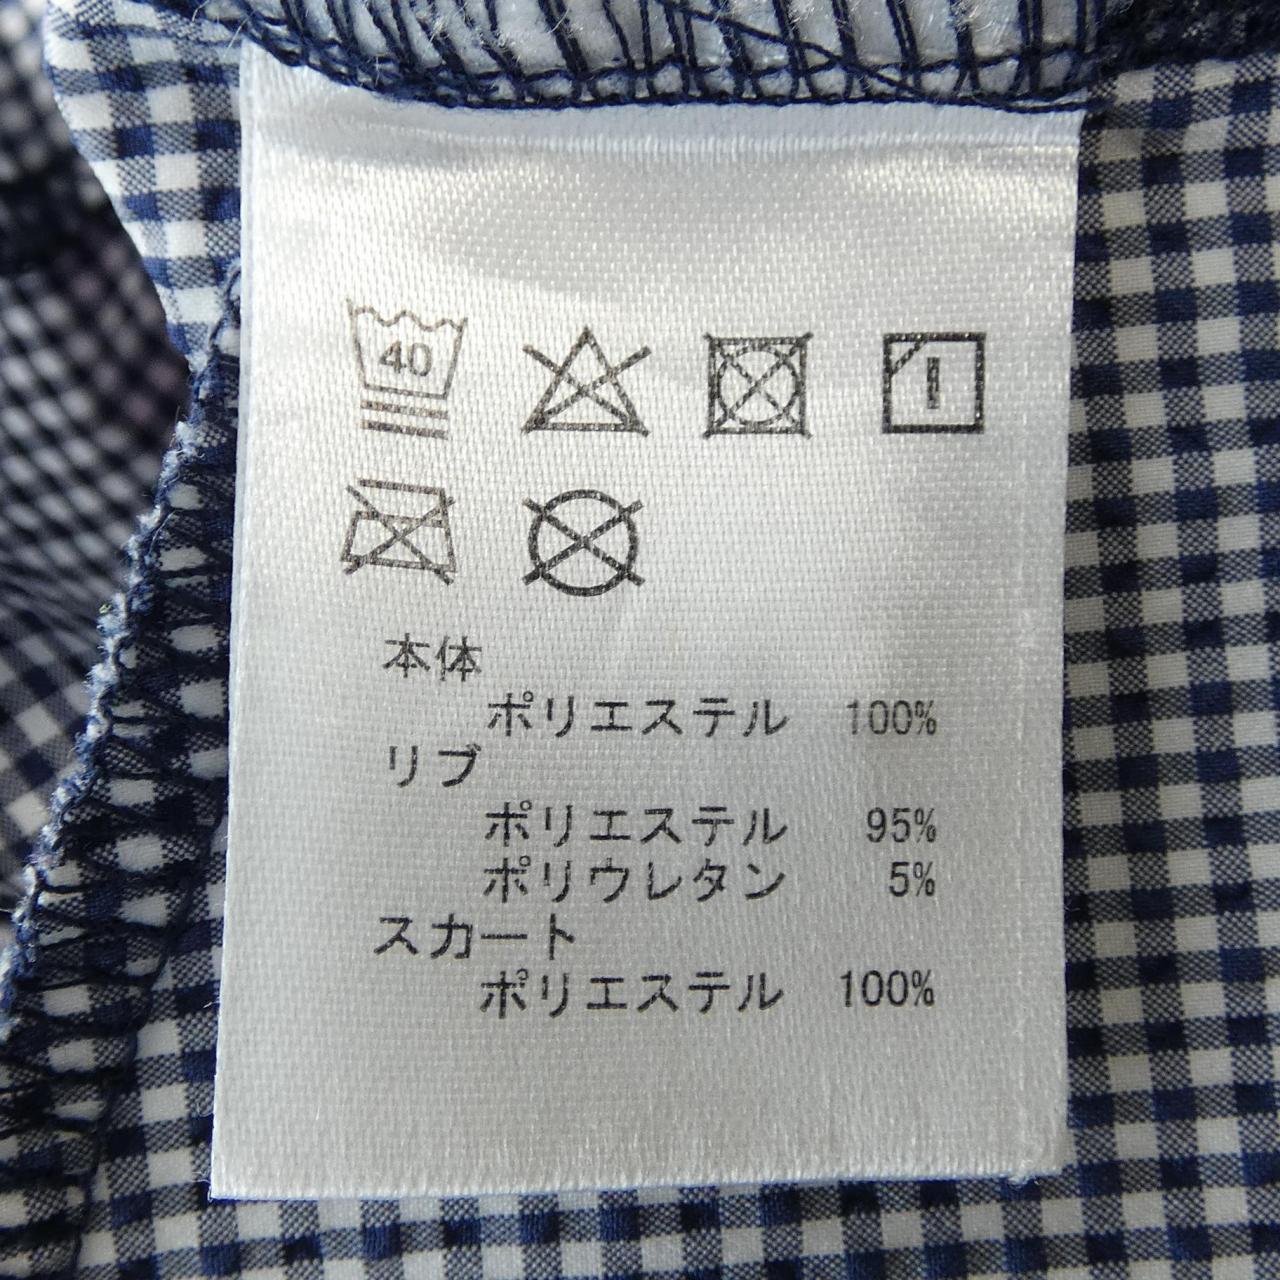 40
本体
ポリエステル 100%
リブ
ポリエステル 95%
ポリウレタン 5%
スカート
ポリエステル 100%